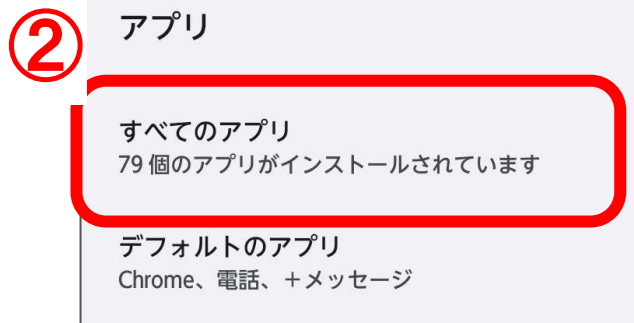 ②
アプリ
すべてのアプリ
79 個のアプリがインストールされています
デフォルトのアプリ
Chrome、電話、+メッセージ